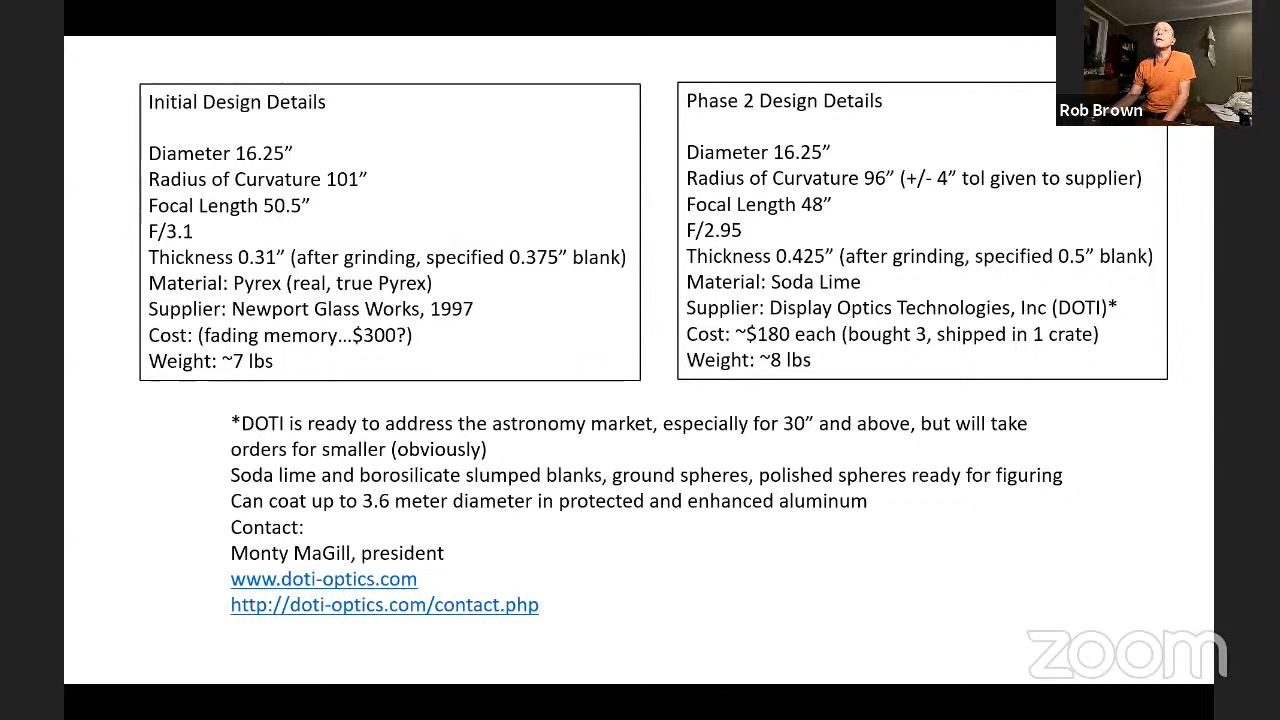 Initial Design Details
Diameter 16.25”
Radius of Curvature 101”
Focal Length 50.5”
F/3.1
Thickness 0.31” (after grinding, specified 0.375” blank)
Material: Pyrex (real, true Pyrex)
Supplier: Newport Glass Works, 1997
Cost: (fading memory…$300?)
Weight: ~7 lbs
Phase 2 Design Details
Diameter 16.25”
Radius of Curvature 96” (+/- 4” tol given to supplier)
Focal Length 48”
F/2.95
Thickness 0.425” (after grinding, specified 0.5” blank)
Material: Soda Lime
Supplier: Display Optics Technologies, Inc (DOTI)*
Cost: ~$180 each (bought 3, shipped in 1 crate)
Weight: ~8 lbs
Rob Brown
*DOTI is ready to address the astronomy market, especially for 30” and above, but will take
orders for smaller (obviously)
Soda lime and borosilicate slumped blanks, ground spheres, polished spheres ready for figuring
Can coat up to 3.6 meter diameter in protected and enhanced aluminum
Contact:
Monty MaGill, president
www.doti-optics.com
http://doti-optics.com/contact.php
zoom